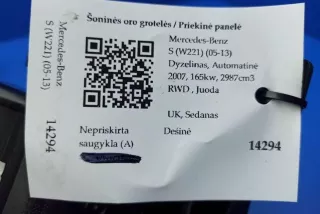 Šoninės oro grotelės / Priekinė panelė
Mercedes-Benz
S (W221) (05-13)
14294
Mercedes-Benz
S (W221) (05-13)
Dyzelinas, Automatinė
2007, 165kw, 2987cm3
RWD , Juoda
UK, Sedanas
Nepriskirta
saugykla (A)
Dešinė
14294